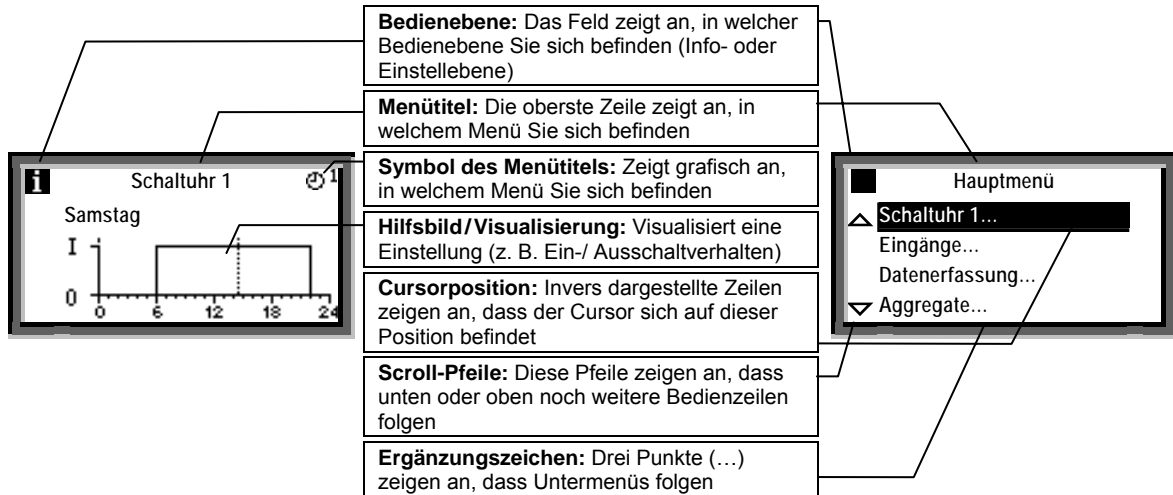 Bedienebene: Das Feld zeigt an, in welcher
Bedienebene Sie sich befinden (Info- oder
Einstellebene)
Menütitel: Die oberste Zeile zeigt an, in
welchem Menü Sie sich befinden
Symbol des Menütitels: Zeigt grafisch an,
in welchem Menü Sie sich befinden
Hilfsbild/Visualisierung: Visualisiert eine
Einstellung (z. B. Ein-/ Ausschaltverhalten)
Cursorposition: Invers dargestellte Zeilen
zeigen an, dass der Cursor sich auf dieser
Position befindet
Scroll-Pfeile: Diese Pfeile zeigen an, dass
unten oder oben noch weitere Bedienzeilen
folgen
Ergänzungszeichen: Drei Punkte (…)
zeigen an, dass Untermenüs folgen
i Schaltuhr 1 1
Samstag
I
0
0 6 12 18 24
Hauptmenü
Schaltuhr 1...
Eingänge...
Datenerfassung...
Aggregate...